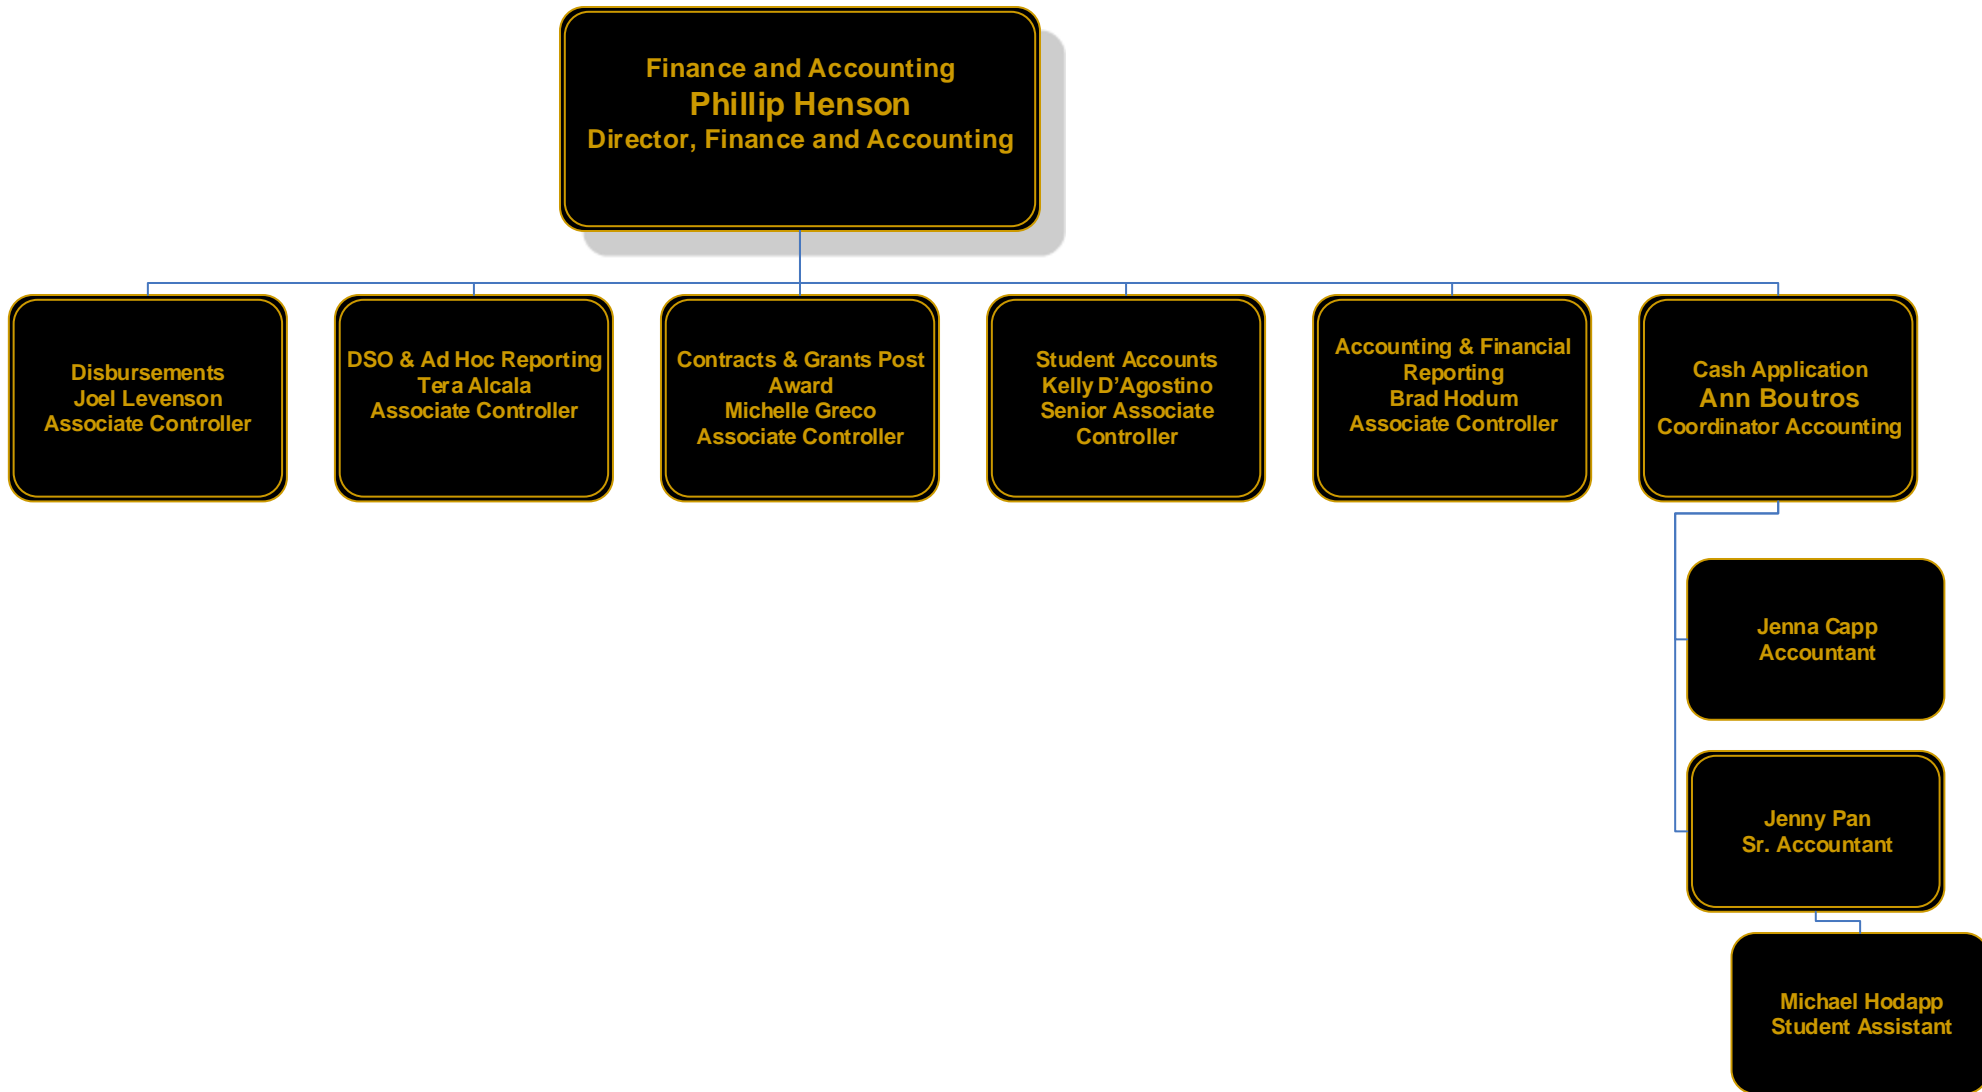 Finance and Accounting
Phillip Henson
Director, Finance and Accounting
Disbursements
Joel Levenson
Associate Controller
DSO & Ad Hoc Reporting
Tera Alcala
Associate Controller
Contracts & Grants Post
Award
Michelle Greco
Associate Controller
Student Accounts
Kelly D’Agostino
Senior Associate
Controller
Accounting & Financial
Reporting
Brad Hodum
Associate Controller
Cash Application
Ann Boutros
Coordinator Accounting
Jenna Capp
Accountant
Jenny Pan
Sr. Accountant
Michael Hodapp
Student Assistant